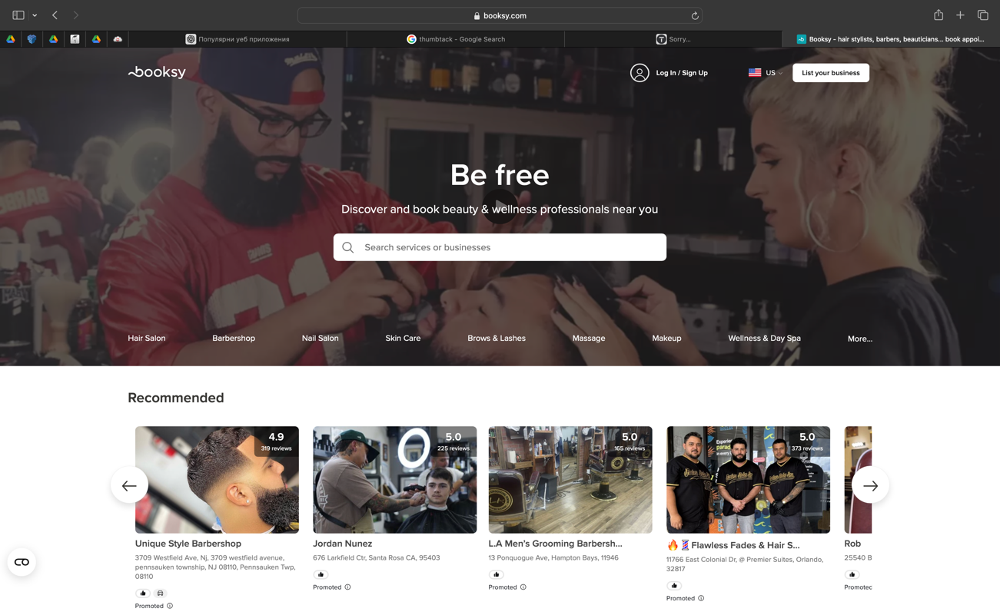 booksy.com
Популярни уеб приложения
thumbtack - Google Search
Sorry...
Booksy - hair stylists, barbers, beauticians... book appoi...
booksy
Log In / Sign Up
US
List your business
Be free
Discover and book beauty & wellness professionals near you
Search services or businesses
Hair Salon
Barbershop
Nail Salon
Skin Care
Brows & Lashes
Massage
Makeup
Wellness & Day Spa
More...
Recommended
4.9
319 reviews
Unique Style Barbershop
3709 Westfield Ave, Nj, 3709 westfield avenue,
pennsauken township, NJ 08110, Pennsauken Twp,
08110
Promoted
5.0
225 reviews
Jordan Nunez
676 Larkfield Ctr, Santa Rosa CA, 95403
Promoted
5.0
165 reviews
L.A Men's Grooming Barbersh...
13 Ponquogue Ave, Hampton Bays, 11946
Promoted
5.0
373 reviews
🔥💈Flawless Fades & Hair S...
11766 East Colonial Dr, @ Premier Suites, Orlando,
32817
Promoted
Rob
25540 B
Promoted